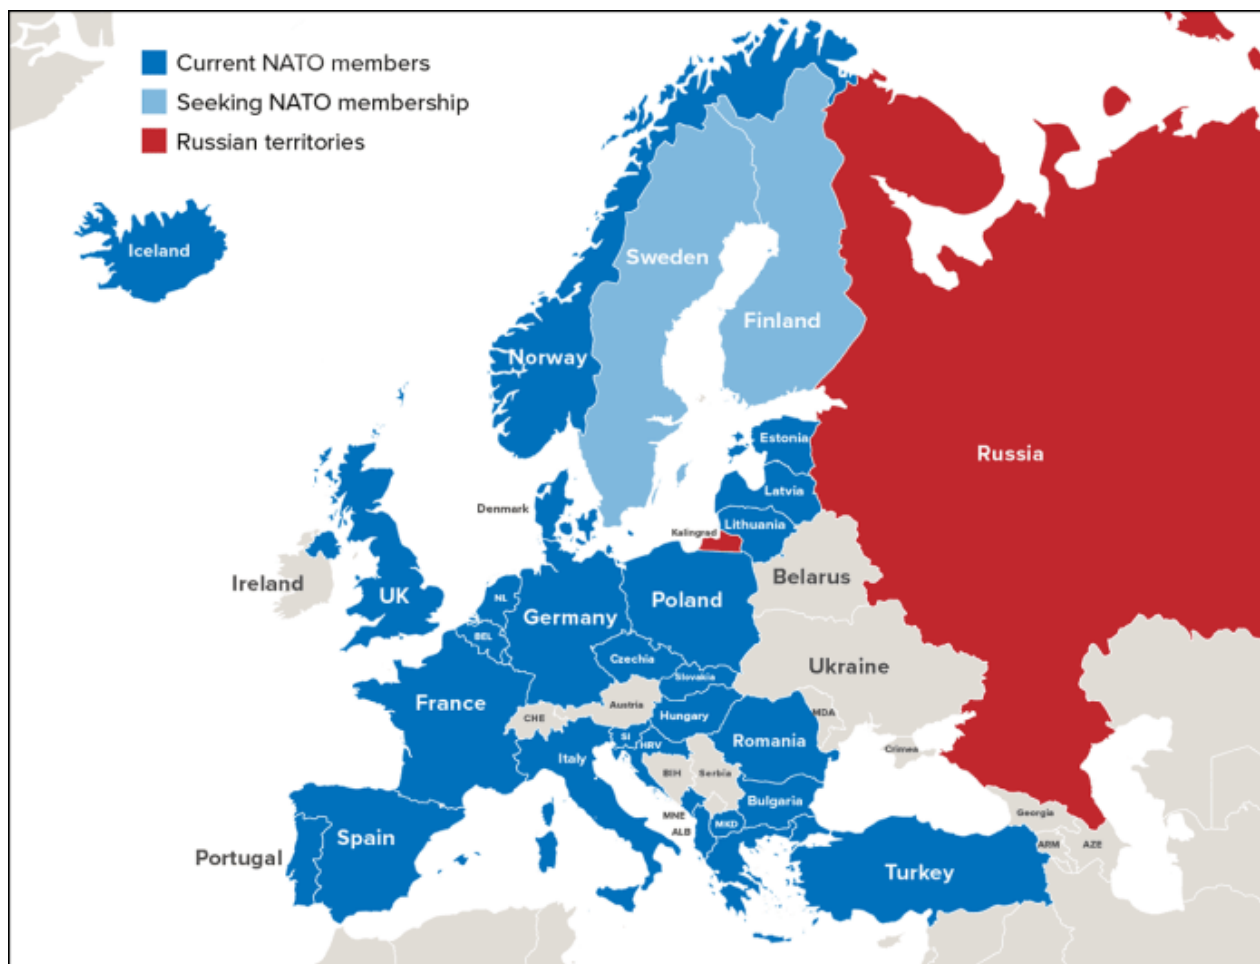 Current NATO members
Seeking NATO membership
Russian territories
Iceland
Sweden
Finland
Norway
Russia
Estonia
Latvia
Lithuania
Denmark
Kalingrad
Ireland
UK
NL
BEL
Germany
Poland
Belarus
Czechia
Slovakia
Ukraine
France
CHE
Austria
Hungary
MDA
SI
HRV
Italy
Romania
Crimea
BIH
Serbia
Bulgaria
MNE
ALB
MKD
Georgia
ARM
AZE
Portugal
Spain
Turkey